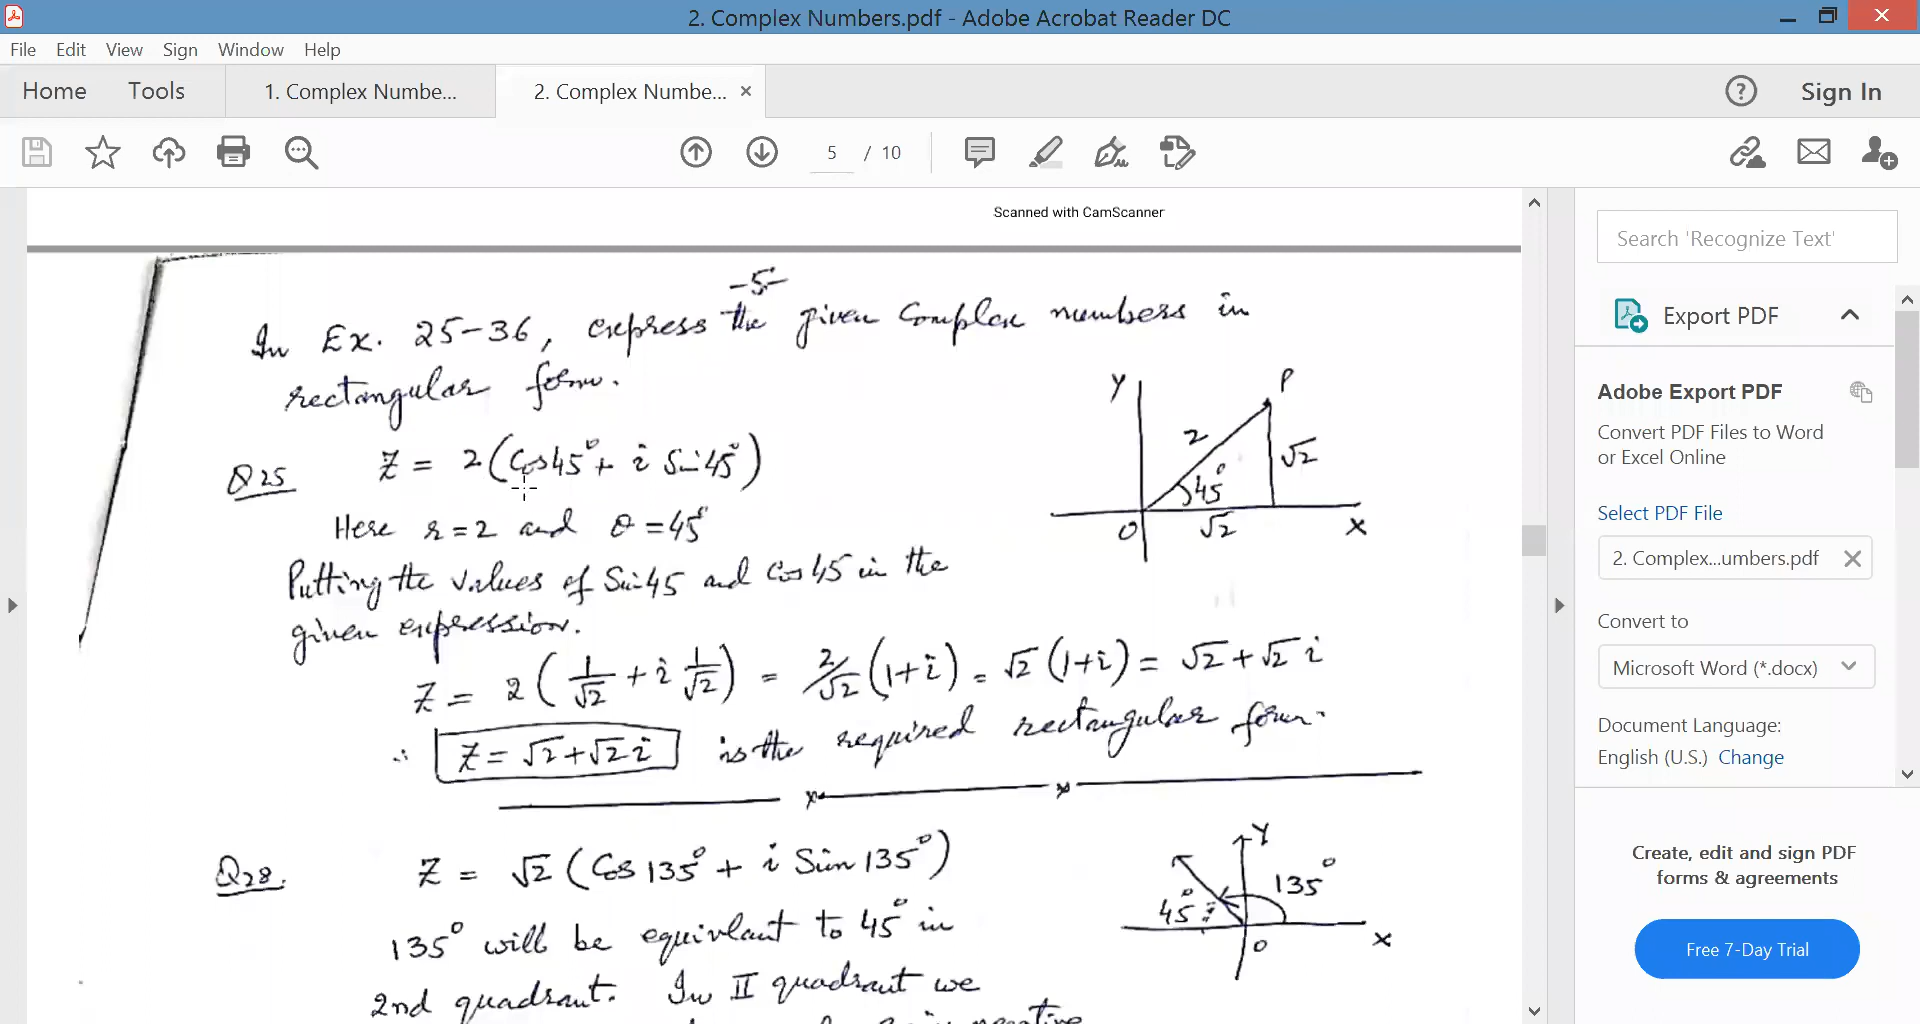 2. Complex Numbers.pdf - Adobe Acrobat Reader DC
File Edit View Sign Window Help
Home Tools 1. Complex Numbe... 2. Complex Numbe... × Sign In
5 / 10
Scanned with CamScanner
-5-
In Ex. 25-36, express the given Complex numbers in
rectangular form.
Q25 Z = 2(Cos45° + i Sin45°)
Here r=2 and θ=45°
Putting the values of Sin45 and Cos45 in the
given expression.
Z = 2(1/√2 + i 1/√2) = 2/√2 (1+i) = √2 (1+i) = √2+√2 i
∴ Z = √2+√2 i is the required rectangular form.
Y P
2 √2
45°
O √2 X
Q28. Z = √2 (Cos 135° + i Sin 135°)
135° will be equivlant to 45° in
2nd quadrant. In II quadrant we
negative
Y
135°
45°
O X
Search 'Recognize Text'
Export PDF
Adobe Export PDF
Convert PDF Files to Word
or Excel Online
Select PDF File
2. Complex...umbers.pdf
Convert to
Microsoft Word (*.docx)
Document Language:
English (U.S.) Change
Create, edit and sign PDF
forms & agreements
Free 7-Day Trial